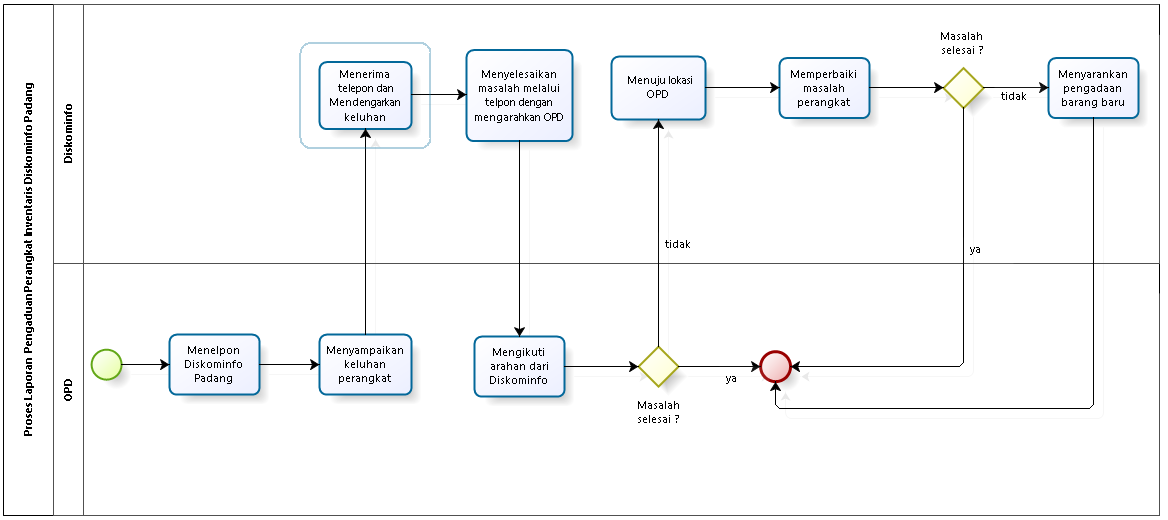 Proses Laporan Pengaduan Perangkat Inventaris Diskominfo Padang
Diskominfo
Menerima
telepon dan
Mendengarkan
keluhan
Menyelesaikan
masalah melalui
telpon dengan
mengarahkan OPD
Menuju lokasi
OPD
Memperbaiki
masalah
perangkat
Masalah
selesai ?
tidak
Menyarankan
pengadaan
barang baru
tidak
ya
OPD
Menelpon
Diskominfo
Padang
Menyampaikan
keluhan
perangkat
Mengikuti
arahan dari
Diskominfo
Masalah
selesai ?
ya